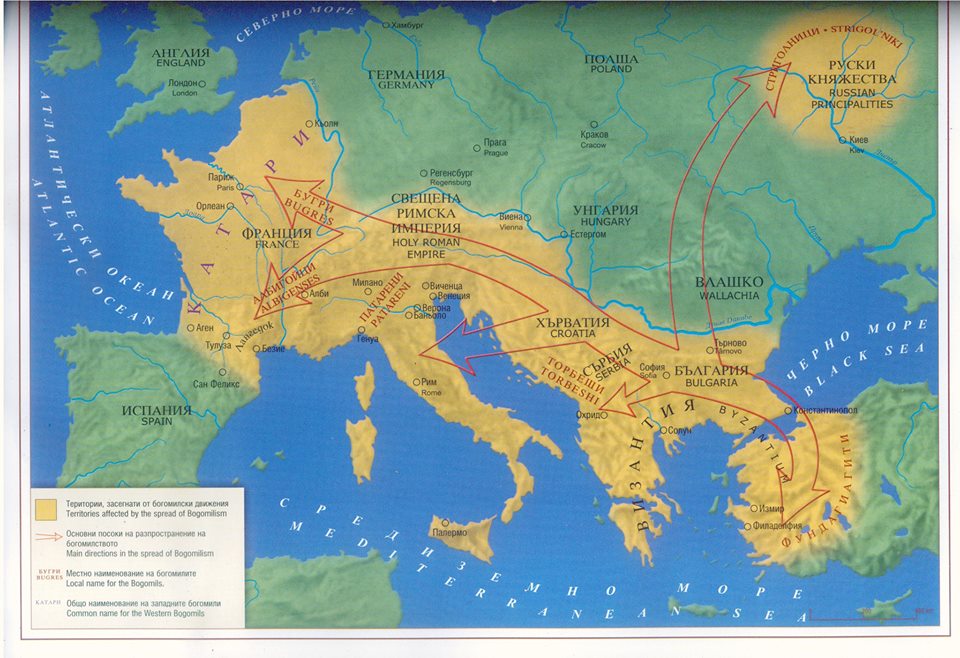 СЕВЕРНО МОРЕ
Хамбург
АНГЛИЯ
ENGLAND
Лондон
London
ГЕРМАНИЯ
GERMANY
ПОЛША
POLAND
СТРИГОЛНИЦИ • STRIGOL'NIKI
РУСКИ
КНЯЖЕСТВА
RUSSIAN
PRINCIPALITIES
Киев
Kiev
Кьолн
Краков
Cracow
Прага
Prague
Регенсбург
Regensburg
АТЛАНТИЧЕСКИ ОКЕАН
ATLANTIC OCEAN
КАТАРИ
Париж
Paris
Орлеан
БУГРИ
BUGRES
ФРАНЦИЯ
FRANCE
СВЕЩЕНА
РИМСКА
ИМПЕРИЯ
HOLY ROMAN
EMPIRE
Виена
Vienna
УНГАРИЯ
HUNGARY
Естергом
ВЛАШКО
WALLACHIA
АЛБИГОЙЦИ
ALBIGENSES
Алби
Милано
ПАТАРЕНИ
PATARENI
Виченца
Венеция
Верона
Баньоло
Генуа
Ажен
Тулуза
Лангедок
Безие
Сан Феликс
ХЪРВАТИЯ
CROATIA
СЪРБИЯ
SERBIA
ТОРБЕШИ
TORBESHI
София
Sofia
Търново
Tarnovo
БЪЛГАРИЯ
BULGARIA
ЧЕРНО МОРЕ
BLACK SEA
ИСПАНИЯ
SPAIN
Рим
Rome
Охрид
Солун
Константинопол
ВИЗАНТИЯ
BYZANTIUM
Измир
Филаделфия
ФУНДАГИАГИТИ
Палермо
СРЕДИЗЕМНО МОРЕ
MEDITERRANEAN SEA
Територии, засегнати от богомилски движения
Territories affected by the spread of Bogomilism
Основни посоки на разпространение на
богомилството
Main directions in the spread of Bogomilism
БУГРИ
BUGRES
Местно наименование на богомилите
Local name for the Bogomils.
КАТАРИ
Общо наименование на западните богомили
Common name for the Western Bogomils